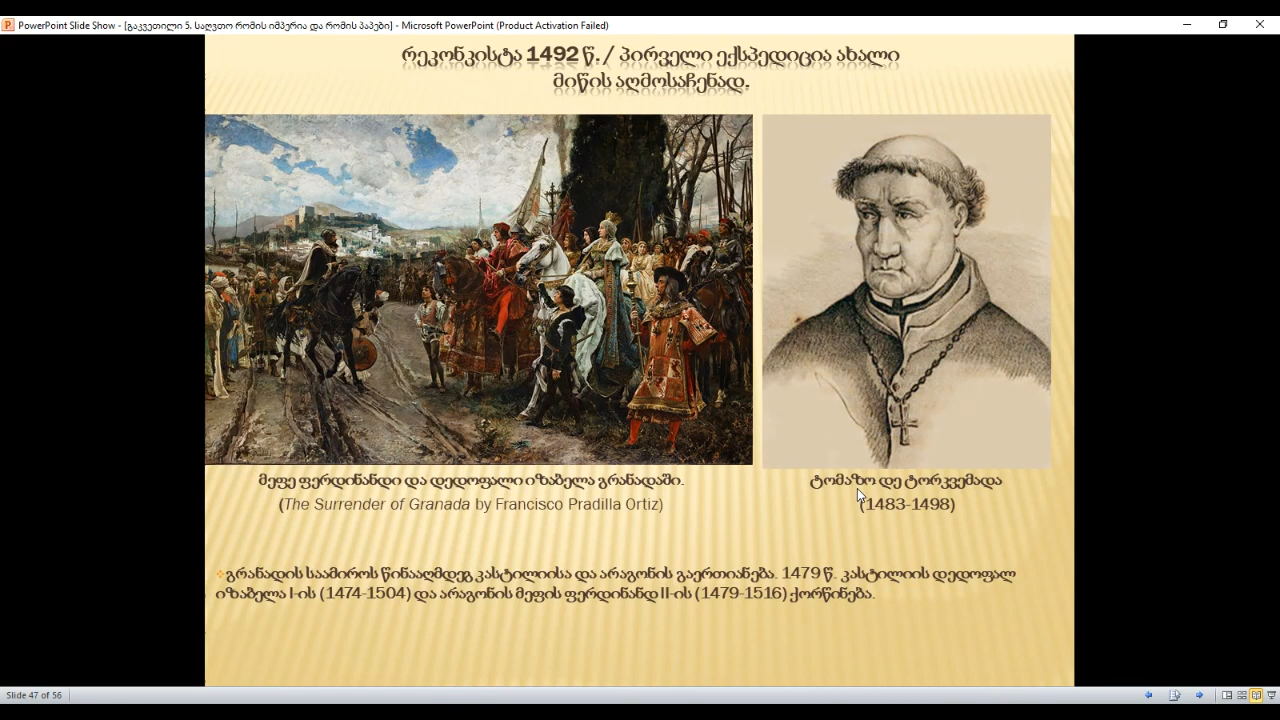 PowerPoint Slide Show - [გაკვეთილი 5. საღვთო რომის იმპერია და რომის პაპები] - Microsoft PowerPoint (Product Activation Failed)
რეკონკისტა 1492 წ. / პირველი ექსპედიცია ახალი
მიწის აღმოსაჩენად.
მეფე ფერდინანდი და დედოფალი იზაბელა გრანადაში.
(The Surrender of Granada by Francisco Pradilla Ortiz)
ტომაზო დე ტორკვემადა
(1483-1498)
გრანადის საამიროს წინააღმდეგ კასტილიისა და არაგონის გაერთიანება. 1479 წ. კასტილიის დედოფალ
იზაბელა I-ის (1474-1504) და არაგონის მეფის ფერდინანდ II-ის (1479-1516) ქორწინება.
Slide 47 of 56